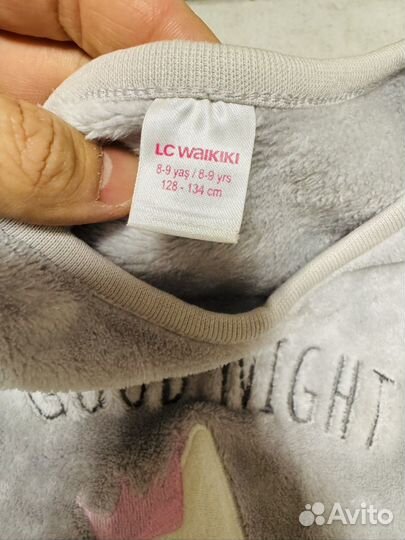 LC WAIKIKI
8-9 yaş / 8-9 yrs
128 - 134 cm
GOOD NIGHT
Avito